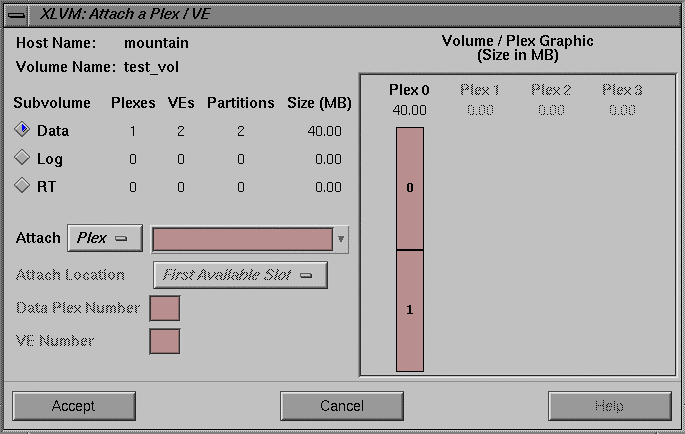 XLVM: Attach a Plex / VE
Host Name: mountain
Volume Name: test_vol
Subvolume Plexes VEs Partitions Size (MB)
Data 1 2 2 40.00
Log 0 0 0 0.00
RT 0 0 0 0.00
Attach Plex
Attach Location First Available Slot
Data Plex Number
VE Number
Volume / Plex Graphic
(Size in MB)
Plex 0 Plex 1 Plex 2 Plex 3
40.00 0.00 0.00 0.00
0
1
Accept Cancel Help